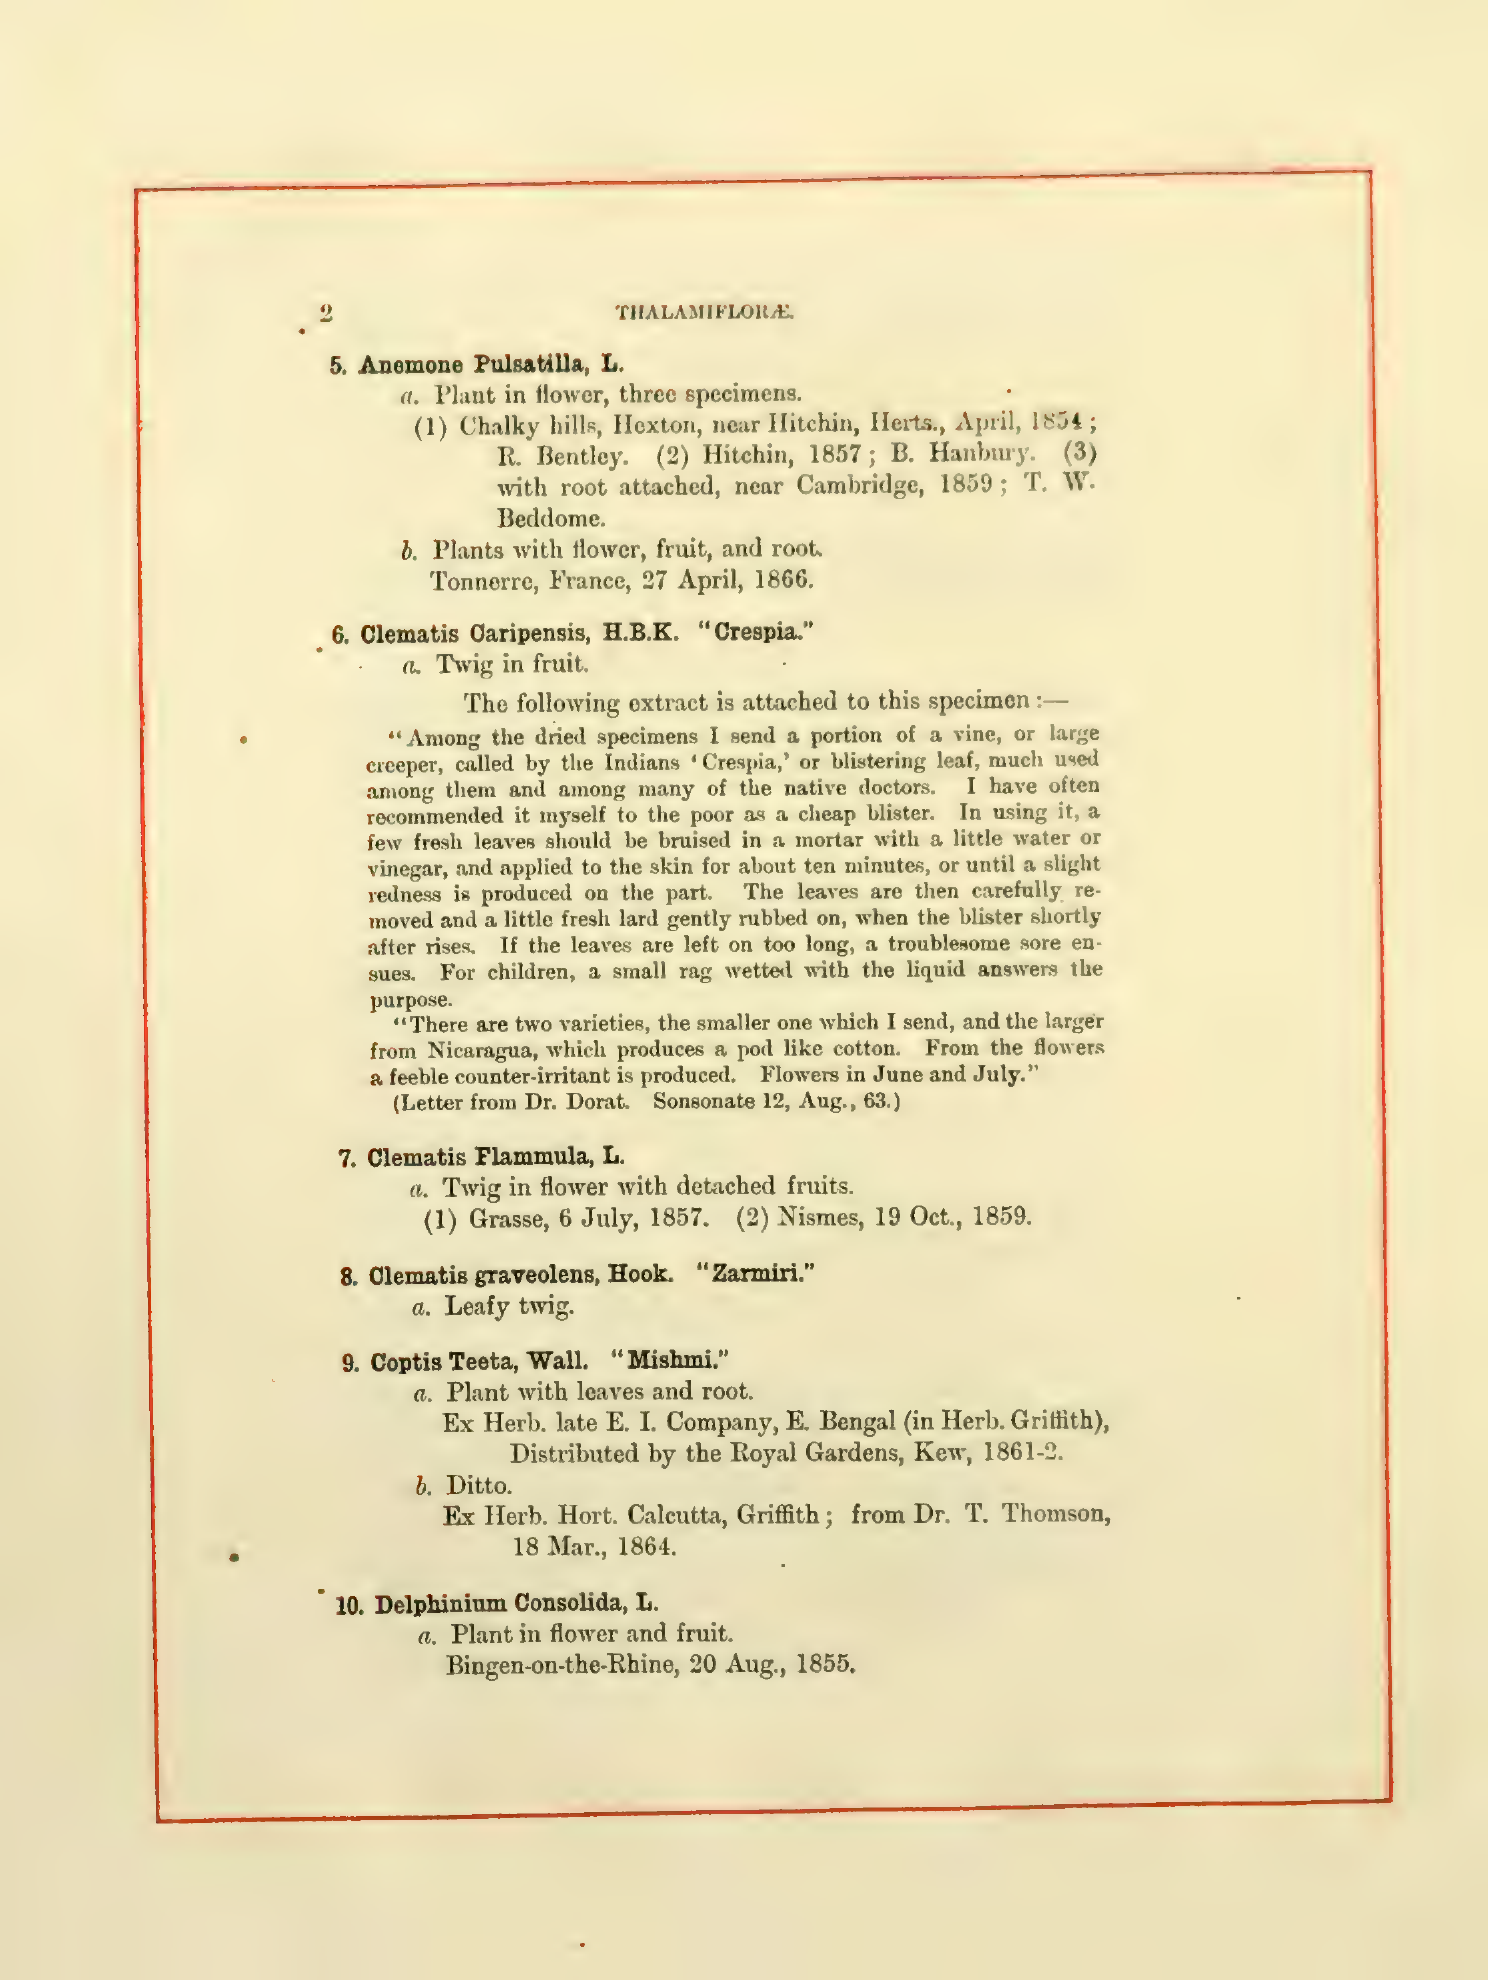 2 THALAMIFLORÆ.
5. Anemone Pulsatilla, L.
a. Plant in flower, three specimens.
(1) Chalky hills, Hexton, near Hitchin, Herts., April, 1854 ;
R. Bentley. (2) Hitchin, 1857 ; B. Hanbury. (3)
with root attached, near Cambridge, 1859 ; T. W.
Beddome.
b. Plants with flower, fruit, and root.
Tonnerre, France, 27 April, 1866.
6. Clematis Caripensis, H.B.K. “Crespia.”
a. Twig in fruit.
The following extract is attached to this specimen :—
“Among the dried specimens I send a portion of a vine, or large
creeper, called by the Indians ‘Crespia,’ or blistering leaf, much used
among them and among many of the native doctors. I have often
recommended it myself to the poor as a cheap blister. In using it, a
few fresh leaves should be bruised in a mortar with a little water or
vinegar, and applied to the skin for about ten minutes, or until a slight
redness is produced on the part. The leaves are then carefully re-
moved and a little fresh lard gently rubbed on, when the blister shortly
after rises. If the leaves are left on too long, a troublesome sore en-
sues. For children, a small rag wetted with the liquid answers the
purpose.
“There are two varieties, the smaller one which I send, and the larger
from Nicaragua, which produces a pod like cotton. From the flowers
a feeble counter-irritant is produced. Flowers in June and July.”
(Letter from Dr. Dorat. Sonsonate 12, Aug., 63.)
7. Clematis Flammula, L.
a. Twig in flower with detached fruits.
(1) Grasse, 6 July, 1857. (2) Nismes, 19 Oct., 1859.
8. Clematis graveolens, Hook. “Zarmiri.”
a. Leafy twig.
9. Coptis Teeta, Wall. “Mishmi.”
a. Plant with leaves and root.
Ex Herb. late E. I. Company, E. Bengal (in Herb. Griffith),
Distributed by the Royal Gardens, Kew, 1861-2.
b. Ditto.
Ex Herb. Hort. Calcutta, Griffith ; from Dr. T. Thomson,
18 Mar., 1864.
10. Delphinium Consolida, L.
a. Plant in flower and fruit.
Bingen-on-the-Rhine, 20 Aug., 1855.